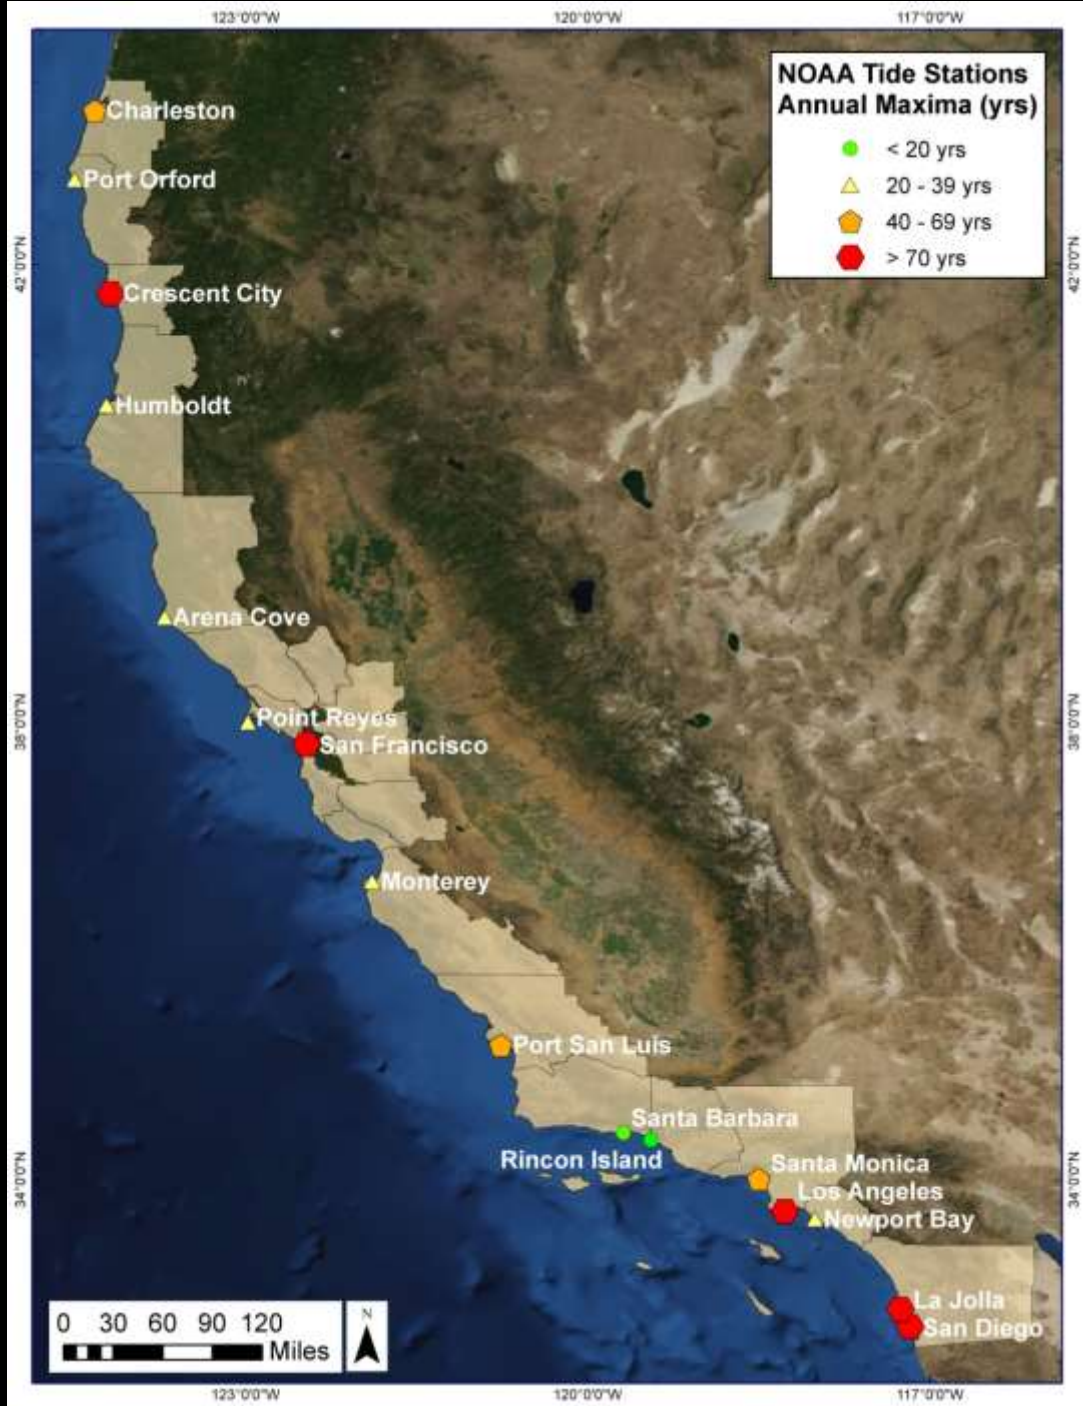 123°0'0"W
120°0'0"W
117°0'0"W
NOAA Tide Stations
Annual Maxima (yrs)
< 20 yrs
20 - 39 yrs
40 - 69 yrs
> 70 yrs
Charleston
Port Orford
42°0'0"N
42°0'0"N
Crescent City
Humboldt
Arena Cove
Point Reyes
38°0'0"N
38°0'0"N
San Francisco
Monterey
Port San Luis
Santa Barbara
Rincon Island
Santa Monica
34°0'0"N
34°0'0"N
Los Angeles
Newport Bay
La Jolla
San Diego
0 30 60 90 120
Miles
N
123°0'0"W
120°0'0"W
117°0'0"W